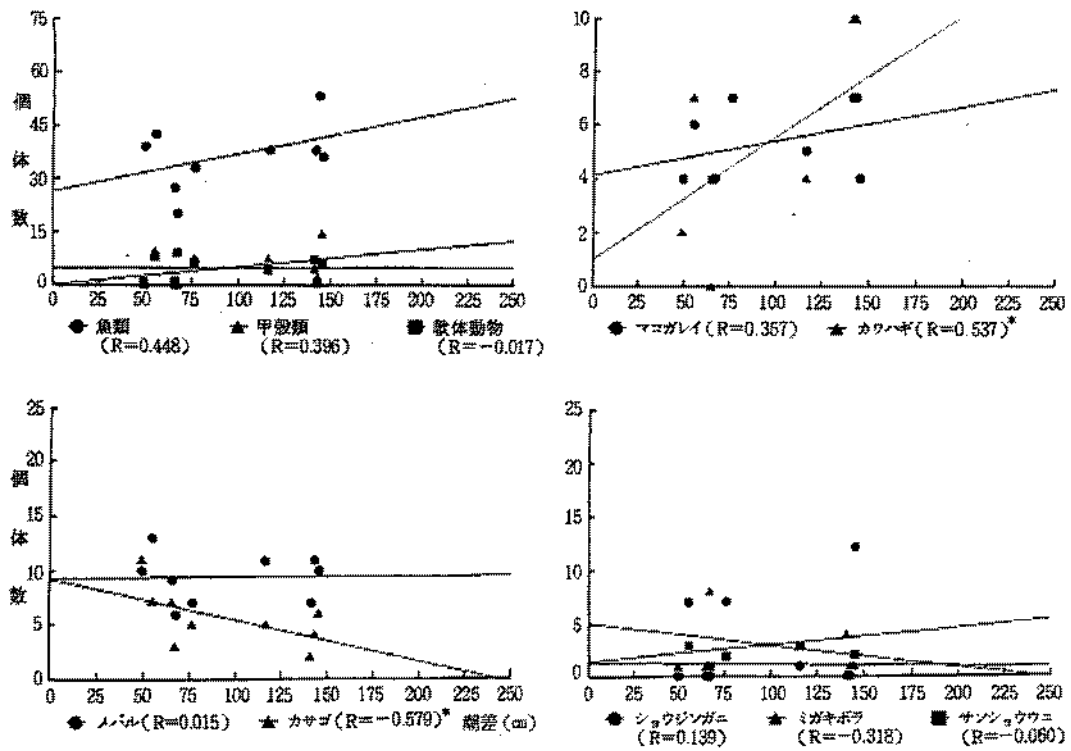 75
60
45
30
15
0
個
体
数
0 25 50 75 100 125 150 175 200 225 250
● 魚類 ▲ 甲殻類 ■ 軟体動物
(R=0.448) (R=0.396) (R=-0.017)
10
8
6
4
2
0
0 25 50 75 100 125 150 175 200 225 250
● マコガレイ(R=0.357) ▲ カワハギ(R=0.537)*
25
20
15
10
5
0
個
体
数
0 25 50 75 100 125 150 175 200 225 250
● メバル(R=0.015) ▲ カサゴ(R=-0.579)* 潮差(cm)
25
20
15
10
5
0
0 25 50 75 100 125 150 175 200 225 250
● ショウジンガニ ▲ ミガキボラ ■ サンショウウニ
(R=0.139) (R=-0.318) (R=-0.060)